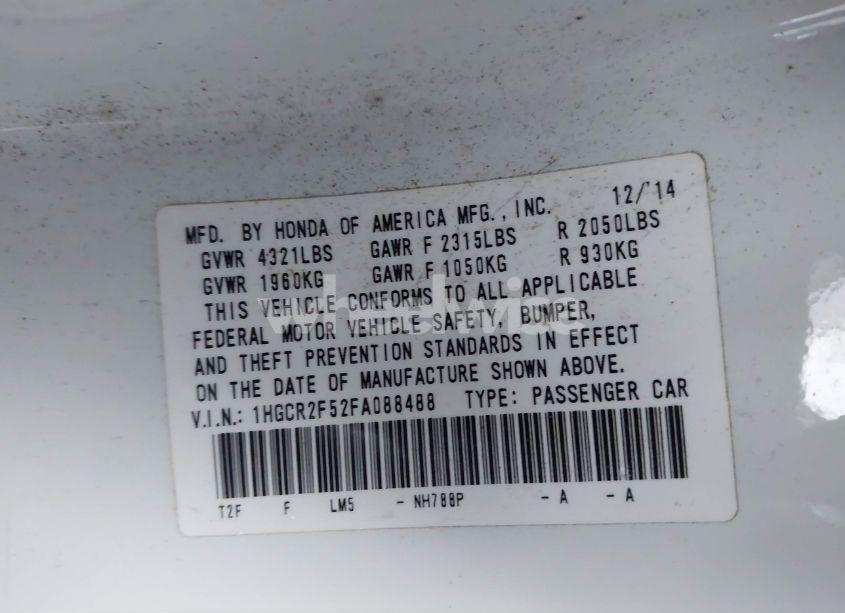 MFD. BY HONDA OF AMERICA MFG., INC. 12/'14
GVWR 4321LBS GAWR F 2315LBS R 2050LBS
GVWR 1960KG GAWR F 1050KG R 930KG
THIS VEHICLE CONFORMS TO ALL APPLICABLE
FEDERAL MOTOR VEHICLE SAFETY, BUMPER,
AND THEFT PREVENTION STANDARDS IN EFFECT
ON THE DATE OF MANUFACTURE SHOWN ABOVE.
V.I.N.: 1HGCR2F52FA088488 TYPE: PASSENGER CAR
T2F F LM5 - NH788P - A - A
wheelwise